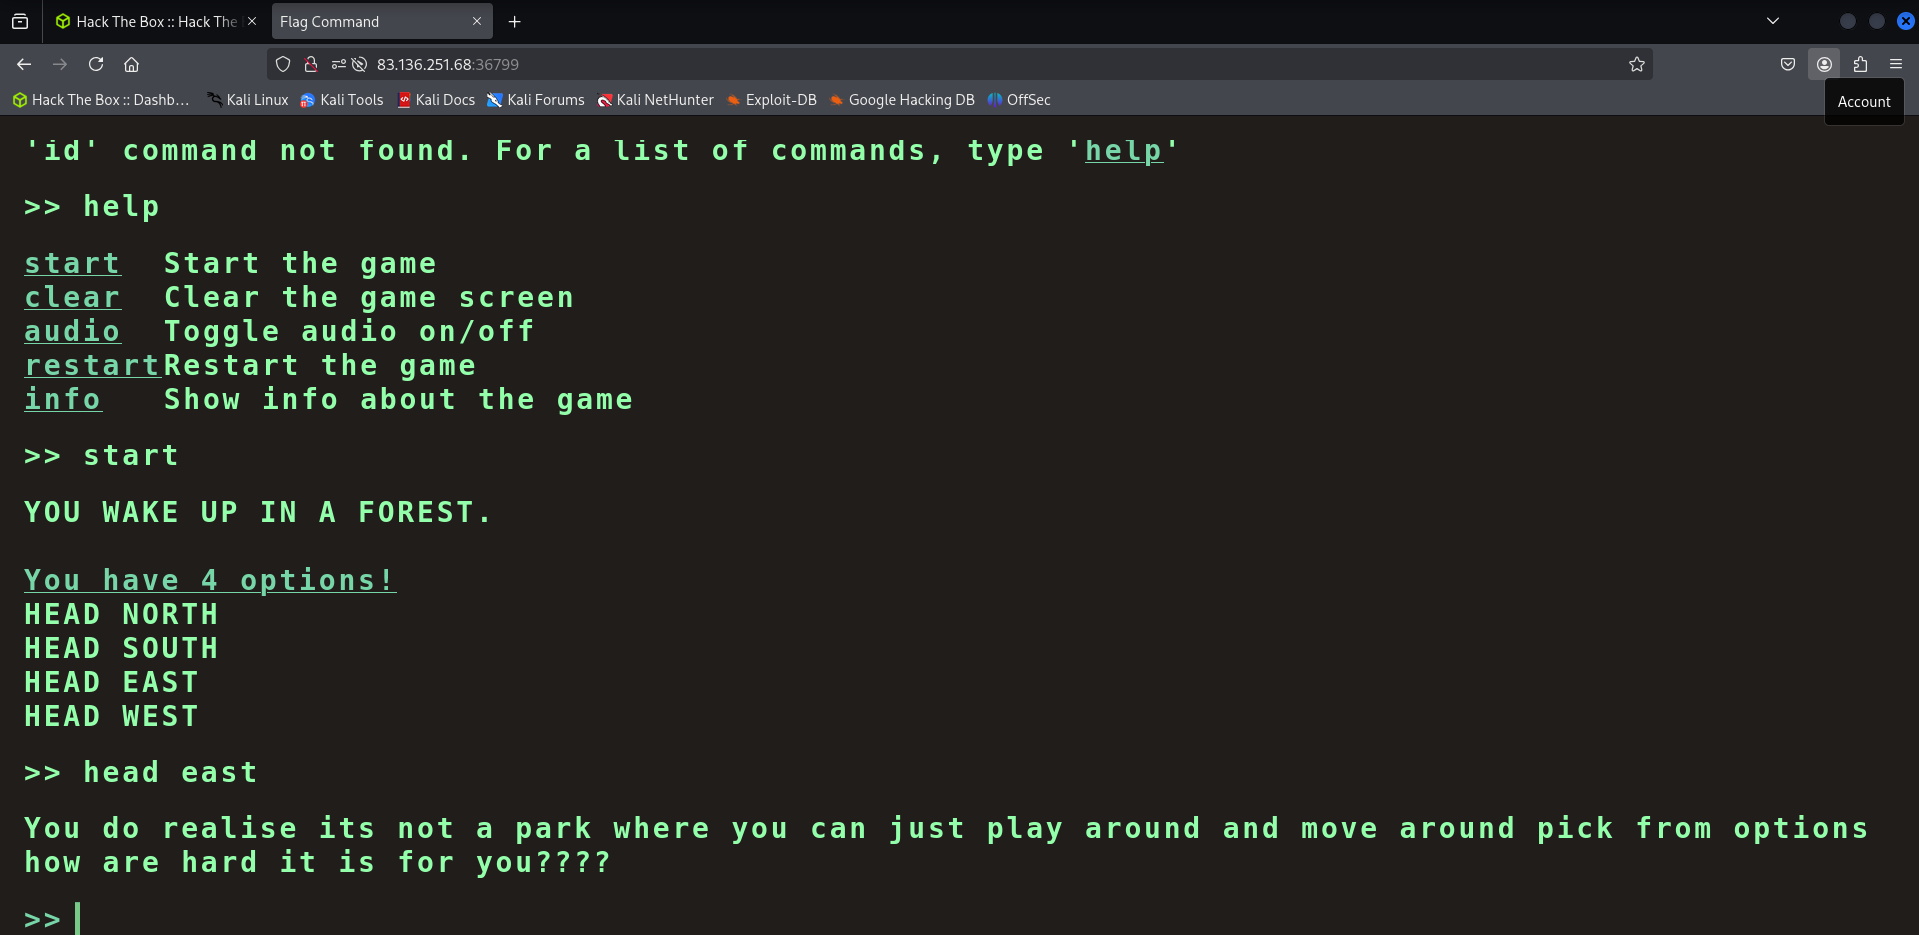 Hack The Box :: Hack The
Flag Command
83.136.251.68:36799
Hack The Box :: Dashb…
Kali Linux
Kali Tools
Kali Docs
Kali Forums
Kali NetHunter
Exploit-DB
Google Hacking DB
OffSec
Account
'id' command not found. For a list of commands, type 'help'
>> help
start Start the game
clear Clear the game screen
audio Toggle audio on/off
restart Restart the game
info Show info about the game
>> start
YOU WAKE UP IN A FOREST.
You have 4 options!
HEAD NORTH
HEAD SOUTH
HEAD EAST
HEAD WEST
>> head east
You do realise its not a park where you can just play around and move around pick from options
how are hard it is for you????
>>